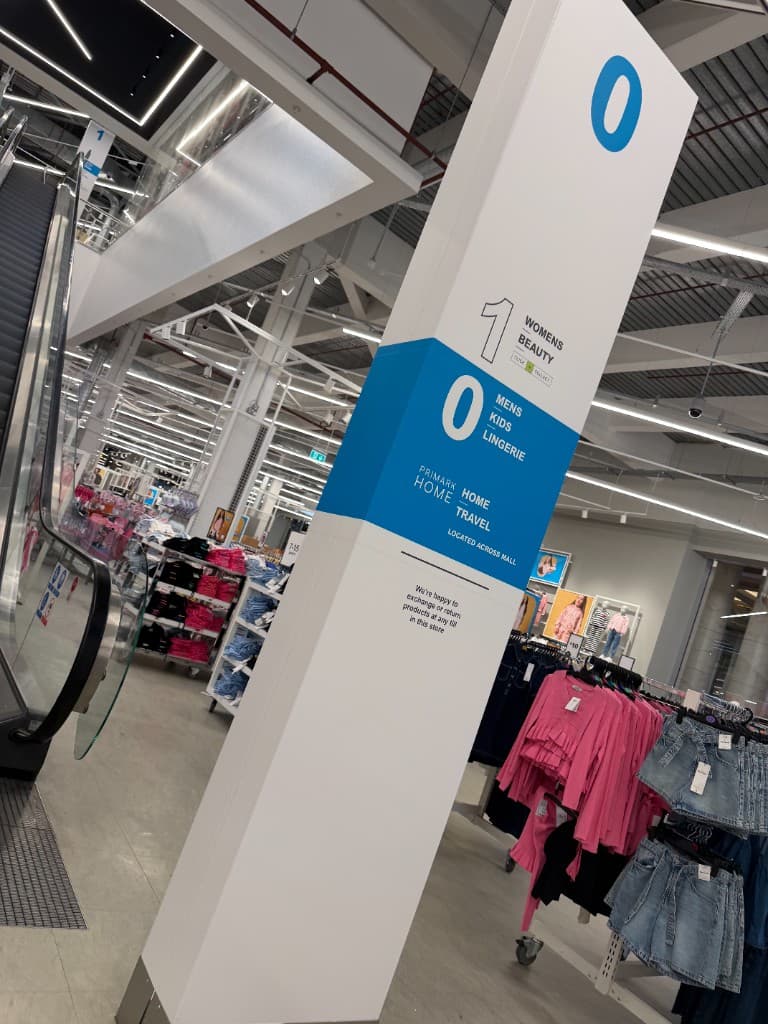 0
1
WOMENS
BEAUTY
0
MENS
KIDS
LINGERIE
PRIMARK
HOME
HOME
TRAVEL
LOCATED ACROSS MALL
We're happy to
exchange or return
products at any till
in this store
1